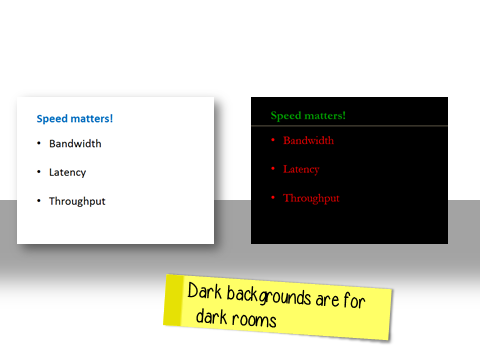 Speed matters!
• Bandwidth
• Latency
• Throughput
Speed matters!
• Bandwidth
• Latency
• Throughput
Dark backgrounds are for
dark rooms